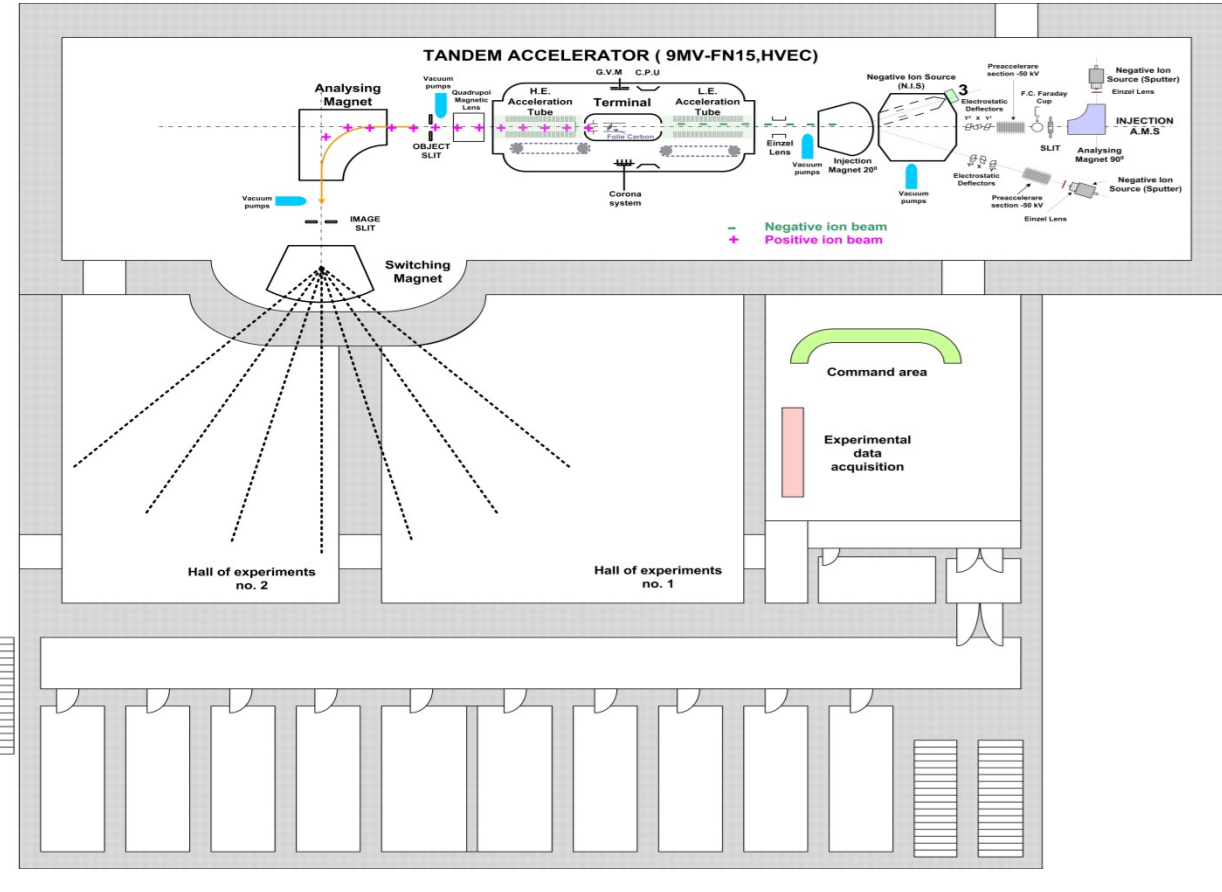 TANDEM ACCELERATOR ( 9MV-FN15,HVEC)
G.V.M C.P.U
Analysing
Magnet
Vacuum
pumps
Quadrupol
Magnetic
Lens
H.E.
Acceleration
Tube
Terminal
Folie Carbon
L.E.
Acceleration
Tube
Negative Ion Source
(N.I.S)
3
Electrostatic
Deflectors
Y⁰ X Y¹
Preaccelerare
section -50 kV
F.C. Faraday
Cup
Negative Ion
Source (Sputter)
Einzel Lens
INJECTION
A.M.S
OBJECT
SLIT
Einzel
Lens
Vacuum
pumps
Injection
Magnet 20⁰
SLIT
Analysing
Magnet 90⁰
Vacuum
pumps
Electrostatic
Deflectors
Preaccelerare
section -50 kV
Negative Ion
Source (Sputter)
Einzel Lens
Corona
system
Vacuum
pumps
IMAGE
SLIT
Negative ion beam
Positive ion beam
Switching
Magnet
Command area
Experimental
data
acquisition
Hall of experiments
no. 2
Hall of experiments
no. 1